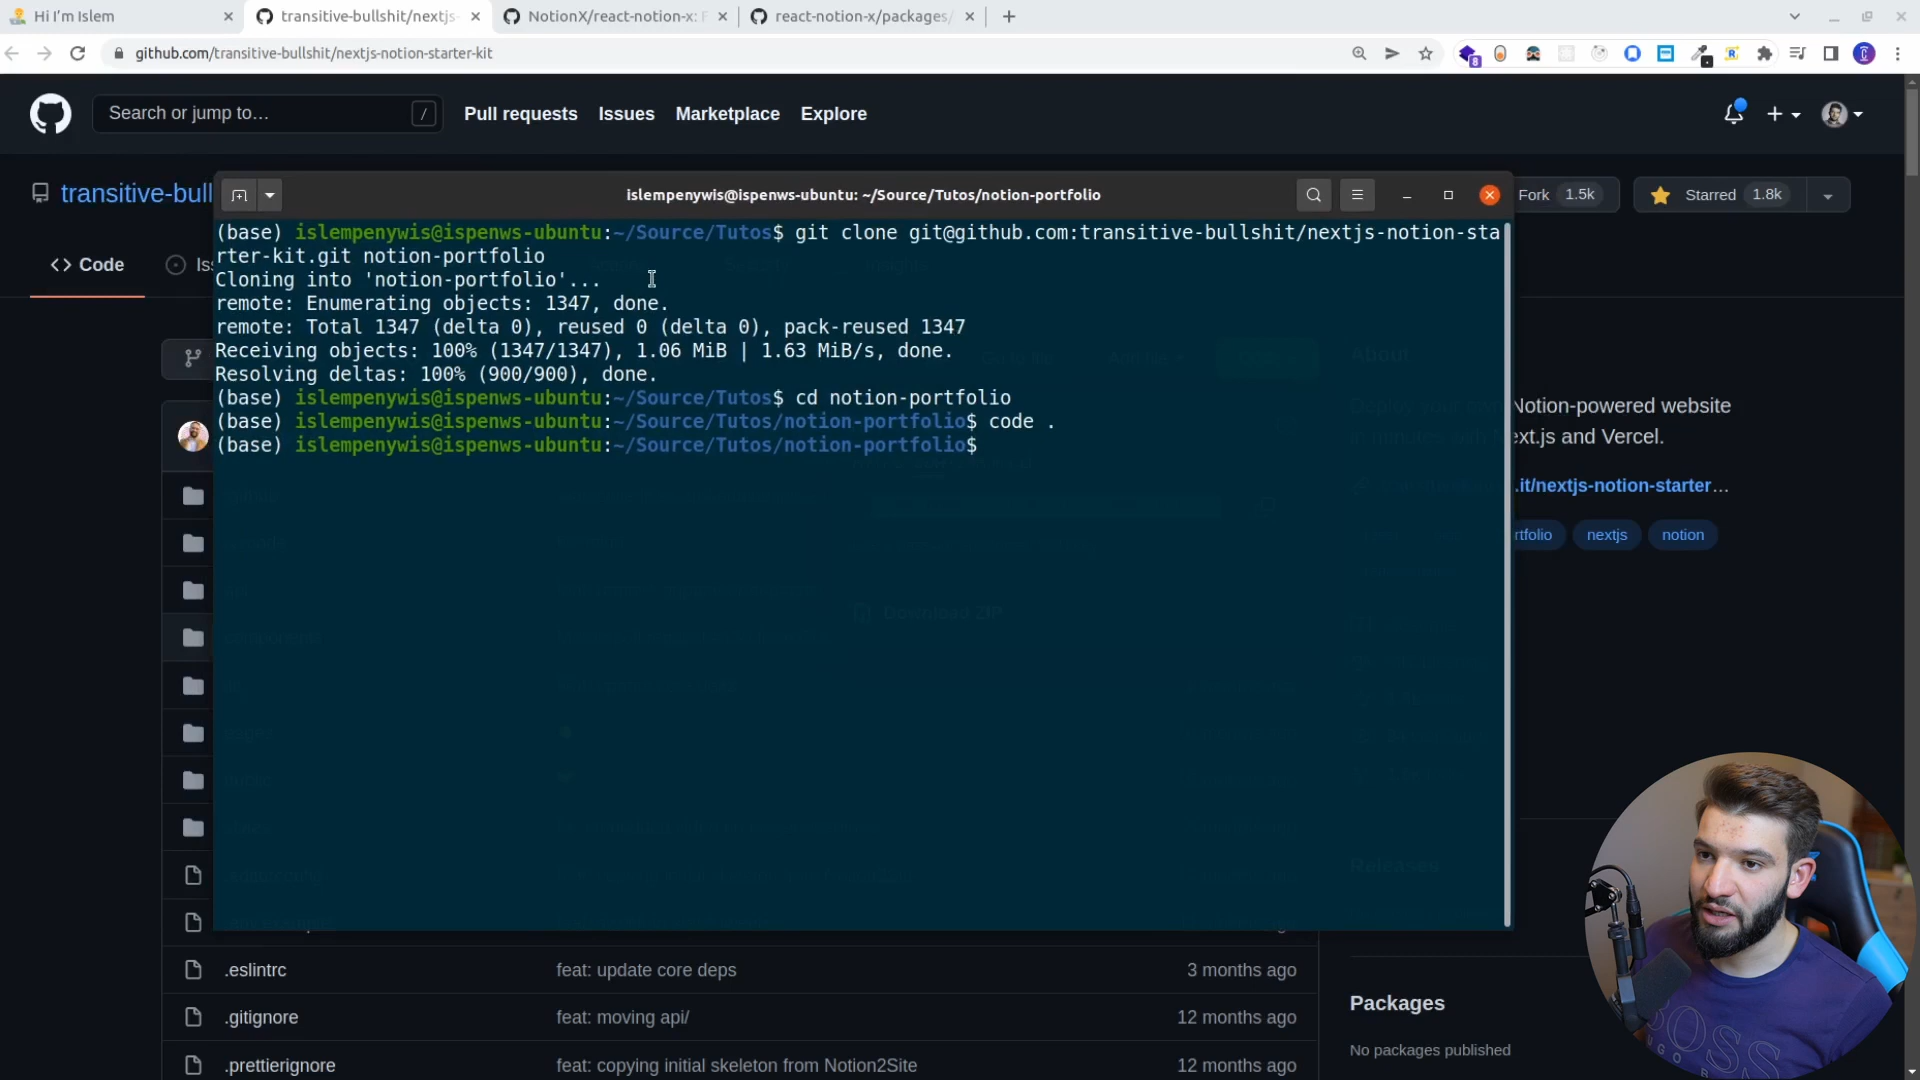 Hi I'm Islem
transitive-bullshit/nextjs-
NotionX/react-notion-x: F
react-notion-x/packages/
github.com/transitive-bullshit/nextjs-notion-starter-kit
8
Search or jump to…
/
Pull requests
Issues
Marketplace
Explore
transitive-bull
islempenywis@ispenws-ubuntu: ~/Source/Tutos/notion-portfolio
Fork 1.5k
Starred 1.8k
Code
Iss
(base) islempenywis@ispenws-ubuntu:~/Source/Tutos$ git clone git@github.com:transitive-bullshit/nextjs-notion-sta
rter-kit.git notion-portfolio
Cloning into 'notion-portfolio'...
remote: Enumerating objects: 1347, done.
remote: Total 1347 (delta 0), reused 0 (delta 0), pack-reused 1347
Receiving objects: 100% (1347/1347), 1.06 MiB | 1.63 MiB/s, done.
Resolving deltas: 100% (900/900), done.
(base) islempenywis@ispenws-ubuntu:~/Source/Tutos$ cd notion-portfolio
(base) islempenywis@ispenws-ubuntu:~/Source/Tutos/notion-portfolio$ code .
(base) islempenywis@ispenws-ubuntu:~/Source/Tutos/notion-portfolio$
About
Notion-powered website
ext.js and Vercel.
.it/nextjs-notion-starter…
rtfolio
nextjs
notion
Download ZIP
Releases
.eslintrc
feat: update core deps
3 months ago
.gitignore
feat: moving api/
12 months ago
.prettierignore
feat: copying initial skeleton from Notion2Site
12 months ago
Packages
No packages published
BOSS